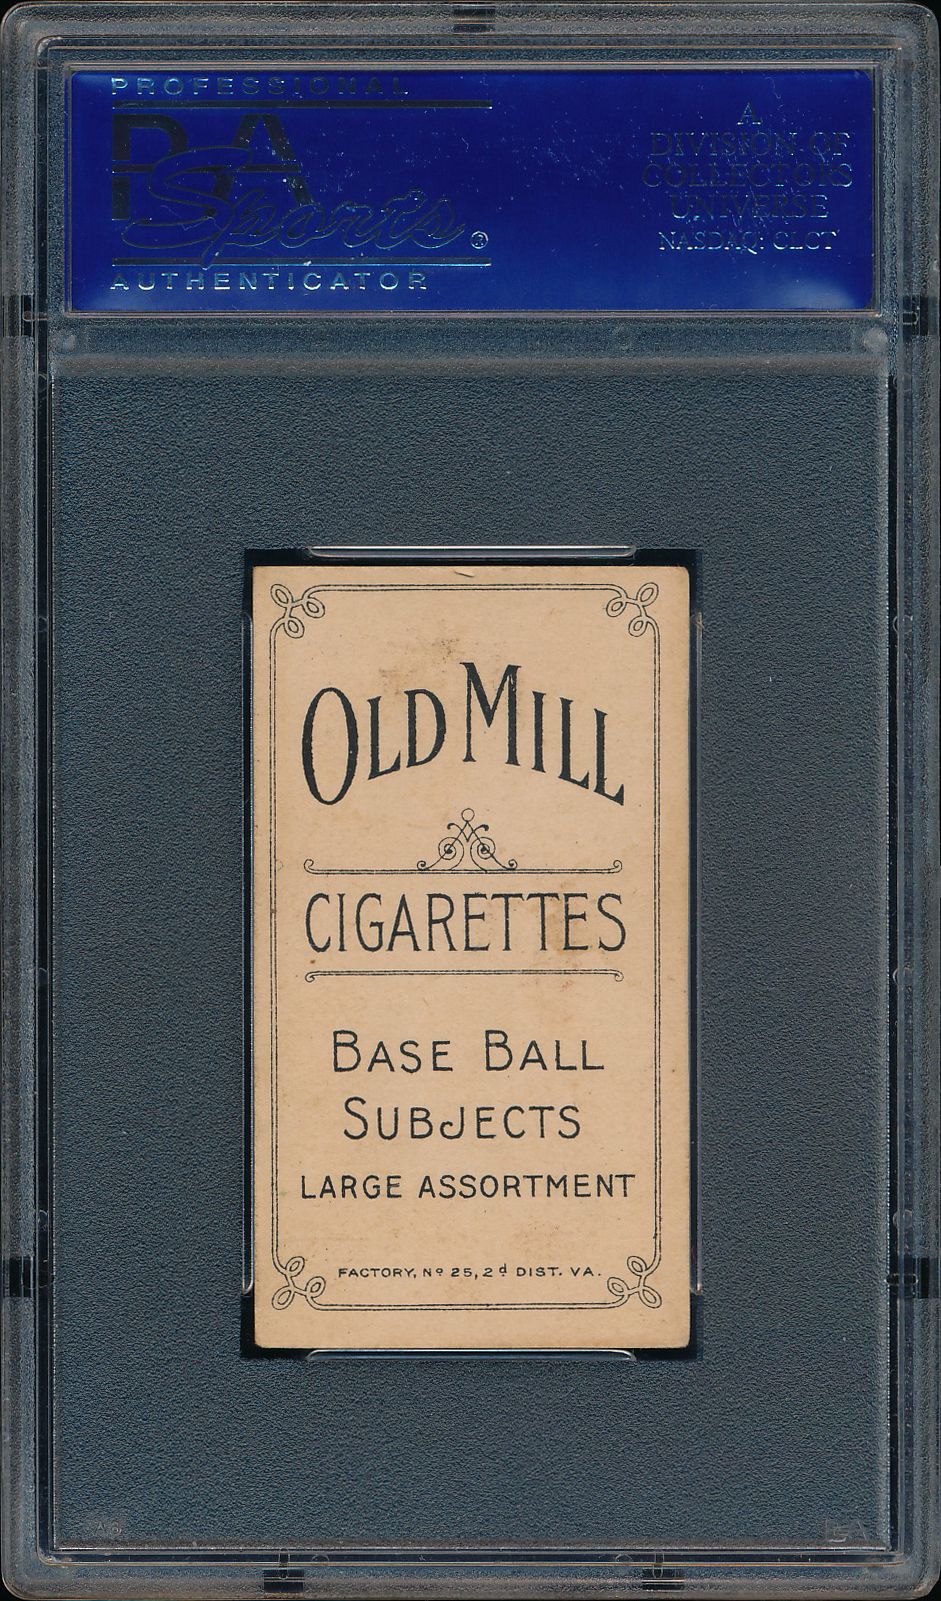 PROFESSIONAL
PSA
Sports®
AUTHENTICATOR
A
DIVISION OF
COLLECTORS
UNIVERSE
NASDAQ: CLCT
OLD MILL
CIGARETTES
BASE BALL
SUBJECTS
LARGE ASSORTMENT
FACTORY, Nº 25, 2d DIST. VA.